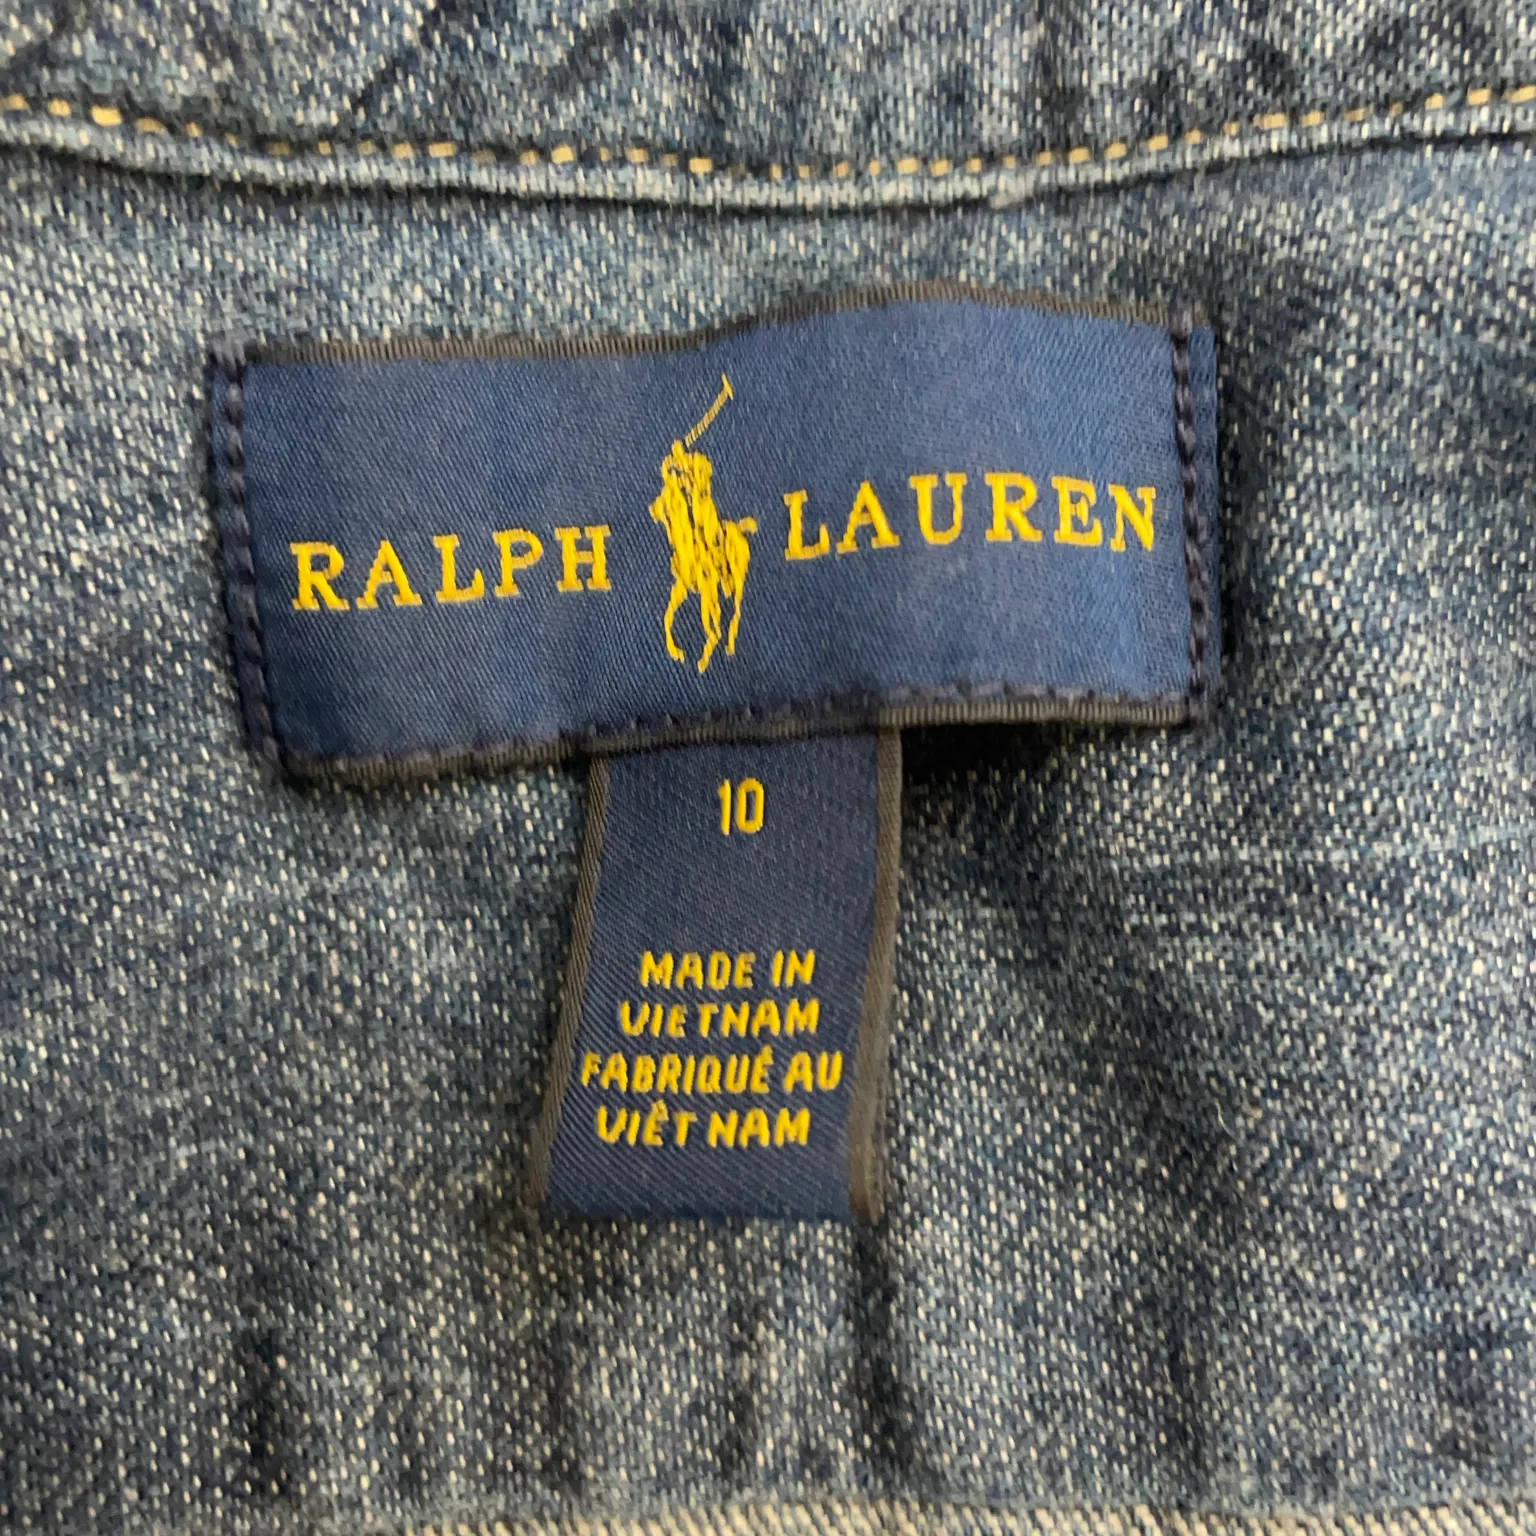 RALPH LAUREN
10
MADE IN
VIETNAM
FABRIQUÉ AU
VIÊT NAM